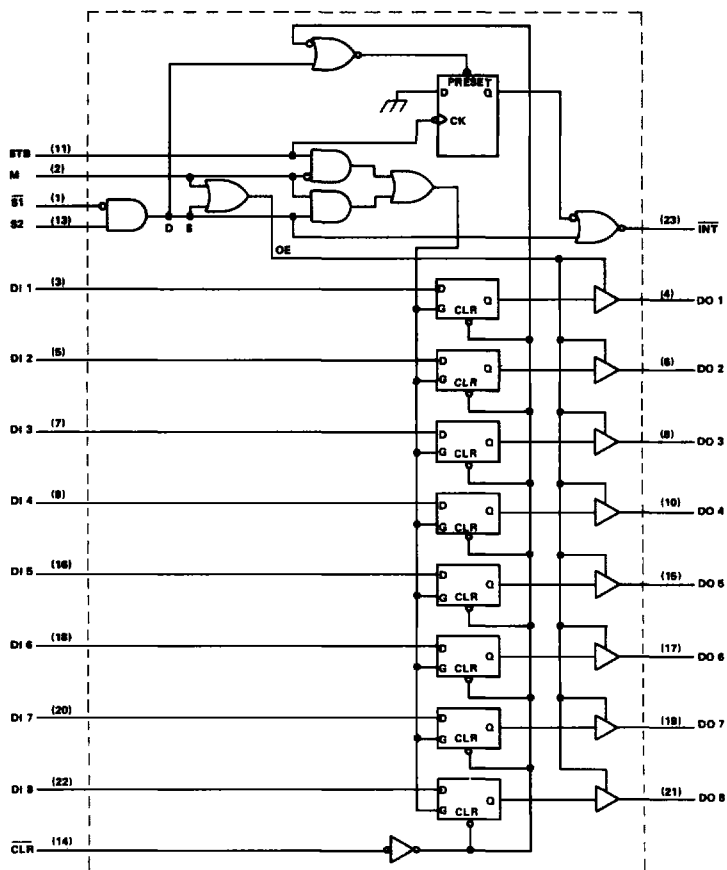 PRESET
D Q
CK
STB (11)
M (2)
S1 (1)
S2 (13)
D S
OE
(23) INT
DI 1 (3) D Q G CLR (4) DO 1
DI 2 (5) D Q G CLR (6) DO 2
DI 3 (7) D Q G CLR (8) DO 3
DI 4 (9) D Q G CLR (10) DO 4
DI 5 (16) D Q G CLR (15) DO 5
DI 6 (18) D Q G CLR (17) DO 6
DI 7 (20) D Q G CLR (19) DO 7
DI 8 (22) D Q G CLR (21) DO 8
CLR (14)